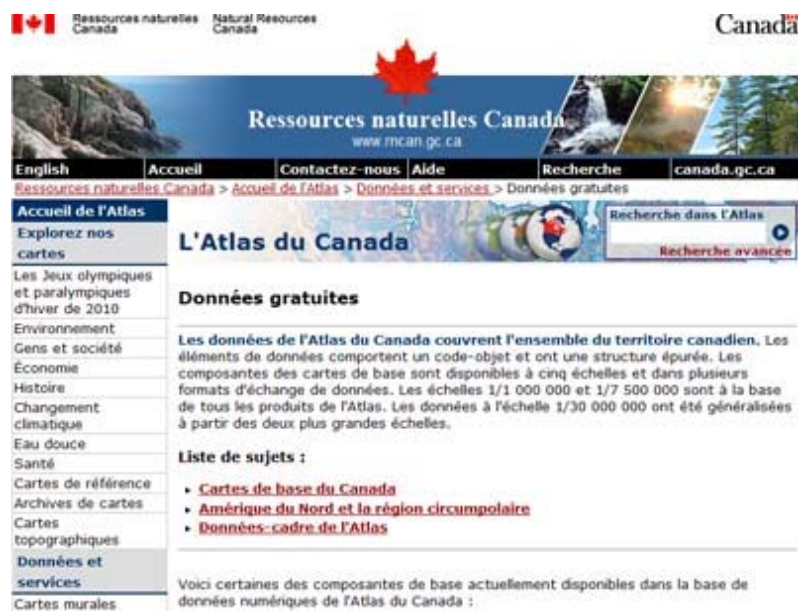 Ressources naturelles Natural Resources
Canada Canada
Canada
Ressources naturelles Canada
www.rncan.gc.ca
English Accueil Contactez-nous Aide Recherche canada.gc.ca
Ressources naturelles Canada > Accueil de l'Atlas > Données et services > Données gratuites
Accueil de l'Atlas
Explorez nos
cartes
Les Jeux olympiques
et paralympiques
d'hiver de 2010
Environnement
Gens et société
Économie
Histoire
Changement
climatique
Eau douce
Santé
Cartes de référence
Archives de cartes
Cartes
topographiques
Données et
services
Cartes murales
L'Atlas du Canada
Recherche dans l'Atlas
Recherche avancée
Données gratuites
Les données de l'Atlas du Canada couvrent l'ensemble du territoire canadien. Les
éléments de données comportent un code-objet et ont une structure épurée. Les
composantes des cartes de base sont disponibles à cinq échelles et dans plusieurs
formats d'échange de données. Les échelles 1/1 000 000 et 1/7 500 000 sont à la base
de tous les produits de l'Atlas. Les données à l'échelle 1/30 000 000 ont été généralisées
à partir des deux plus grandes échelles.
Liste de sujets :
Cartes de base du Canada
Amérique du Nord et la région circumpolaire
Données-cadre de l'Atlas
Voici certaines des composantes de base actuellement disponibles dans la base de
données numériques de l'Atlas du Canada :